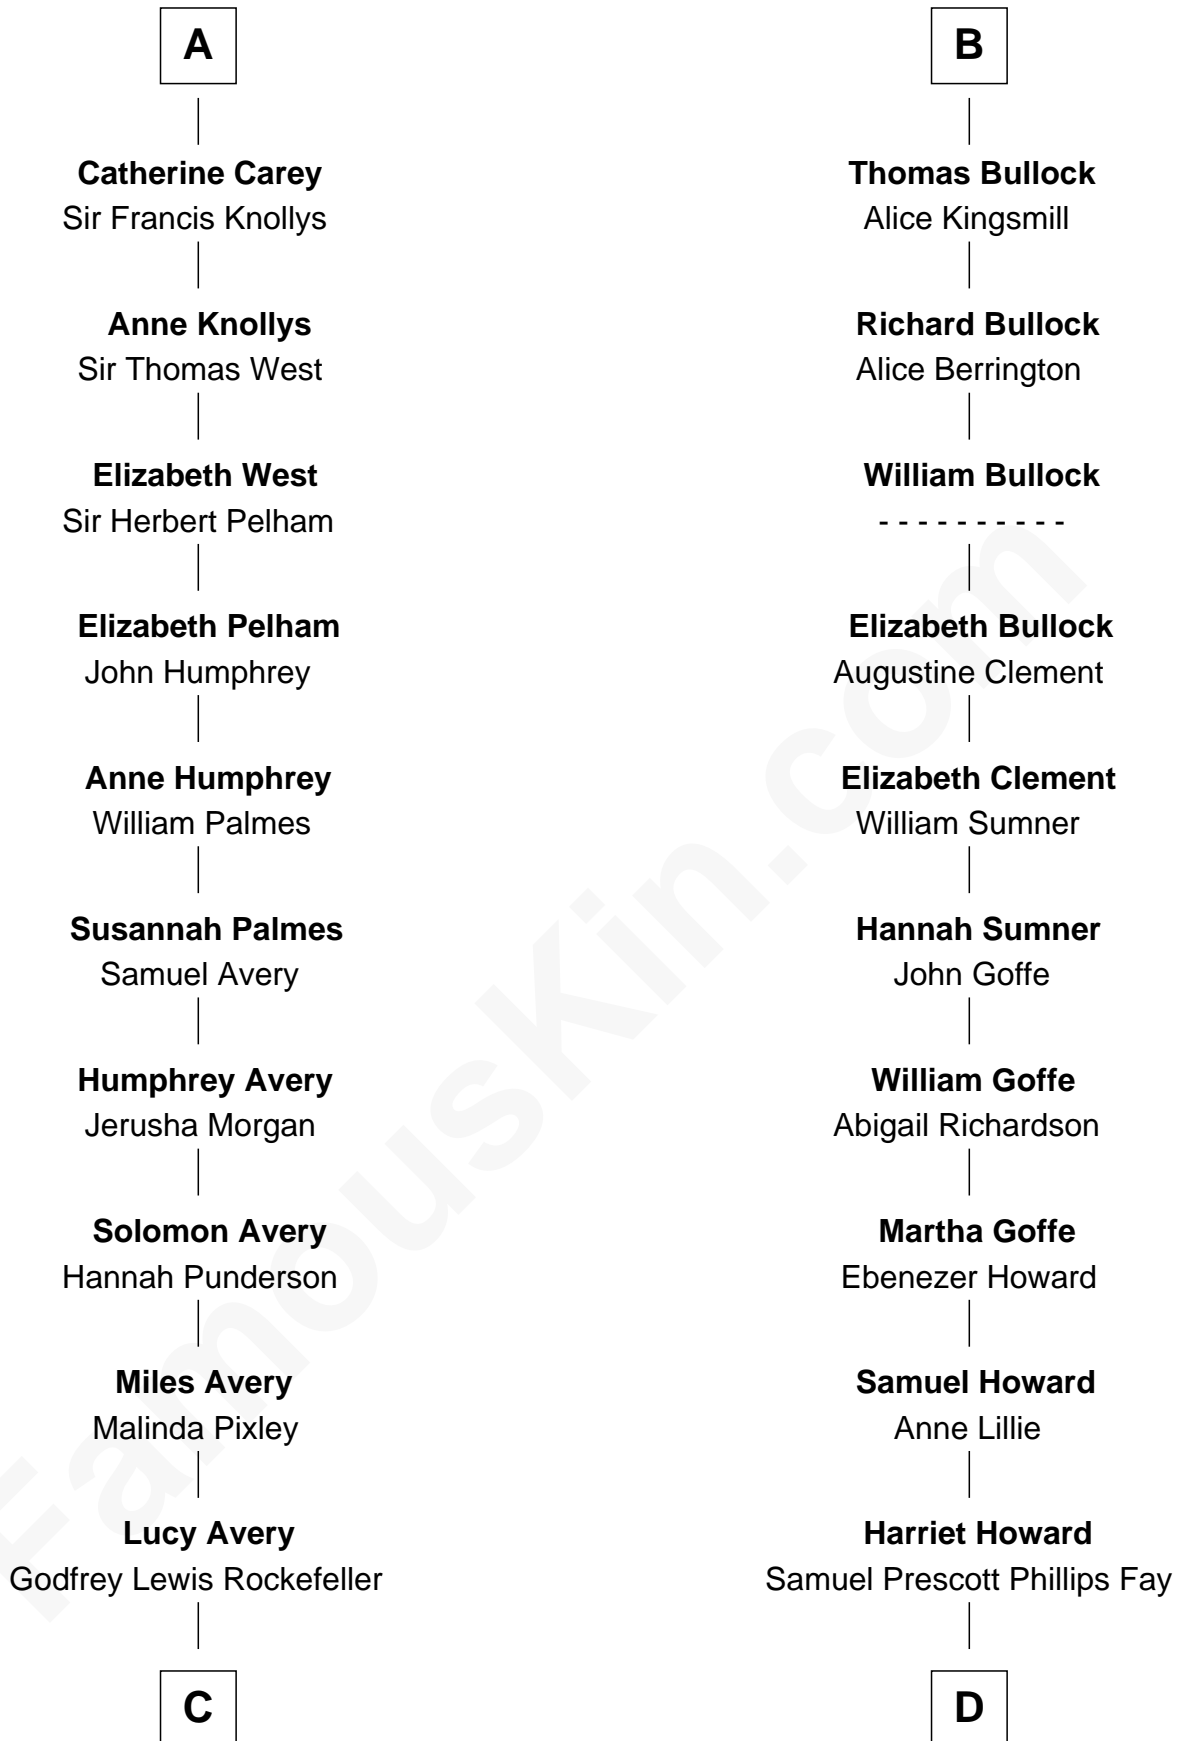 A
Catherine Carey
Sir Francis Knollys
Anne Knollys
Sir Thomas West
Elizabeth West
Sir Herbert Pelham
Elizabeth Pelham
John Humphrey
Anne Humphrey
William Palmes
Susannah Palmes
Samuel Avery
Humphrey Avery
Jerusha Morgan
Solomon Avery
Hannah Punderson
Miles Avery
Malinda Pixley
Lucy Avery
Godfrey Lewis Rockefeller
C
B
Thomas Bullock
Alice Kingsmill
Richard Bullock
Alice Berrington
William Bullock
- - - - - - - - - -
Elizabeth Bullock
Augustine Clement
Elizabeth Clement
William Sumner
Hannah Sumner
John Goffe
William Goffe
Abigail Richardson
Martha Goffe
Ebenezer Howard
Samuel Howard
Anne Lillie
Harriet Howard
Samuel Prescott Phillips Fay
D
FamousKin.com